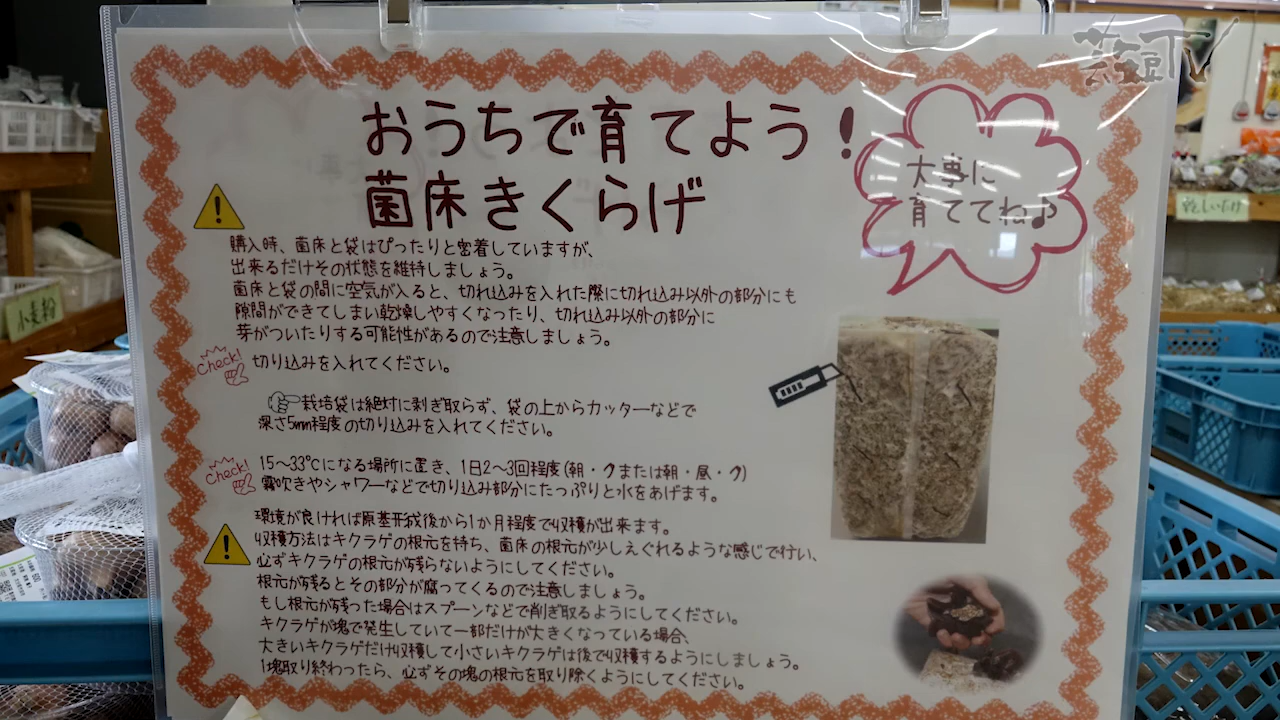 芸豆TV
おうちで育てよう!
菌床きくらげ
大事に
育ててね♪
購入時、菌床と袋はぴったりと密着していますが、
出来るだけその状態を維持しましょう。
菌床と袋の間に空気が入ると、切れ込みを入れた際に切れ込み以外の部分にも
隙間ができてしまい乾燥しやすくなったり、切れ込み以外の部分に
芽がついたりする可能性があるので注意しましょう。
Check!
切り込みを入れてください。
栽培袋は絶対に剥ぎ取らず、袋の上からカッターなどで
深さ5mm程度の切り込みを入れてください。
Check!
15〜33℃になる場所に置き、1日2〜3回程度(朝・夕または朝・昼・夕)
霧吹きやシャワーなどで切り込み部分にたっぷりと水をあげます。
環境が良ければ原基形成後から1か月程度で収穫が出来ます。
収穫方法はキクラゲの根元を持ち、菌床の根元が少しえぐれるような感じで行い、
必ずキクラゲの根元が残らないようにしてください。
根元が残るとその部分が腐ってくるので注意しましょう。
もし根元が残った場合はスプーンなどで削ぎ取るようにしてください。
キクラゲが塊で発生していて一部だけが大きくなっている場合、
大きいキクラゲだけ収穫して小さいキクラゲは後で収穫するようにしましょう。
1塊取り終わったら、必ずその塊の根元を取り除くようにしてください。
小麦粉
乾しいたけ